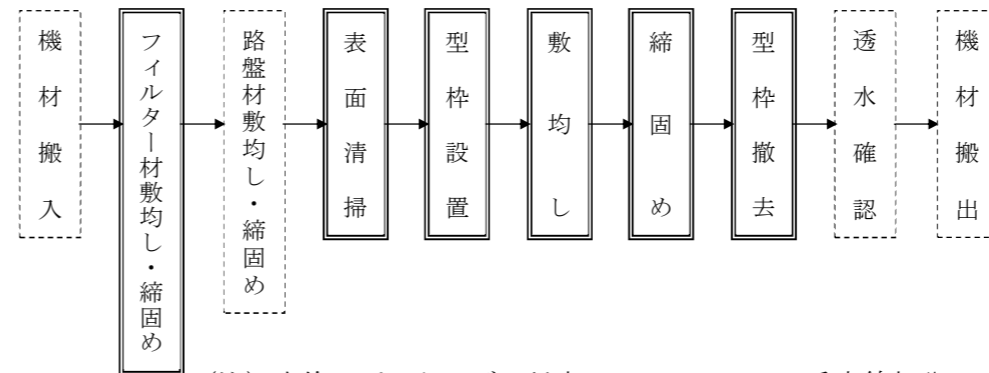 機材搬入
フィルター材敷均し・締固め
路盤材敷均し・締固め
表面清掃
型枠設置
敷均し
締固め
型枠撤去
透水確認
機材搬出